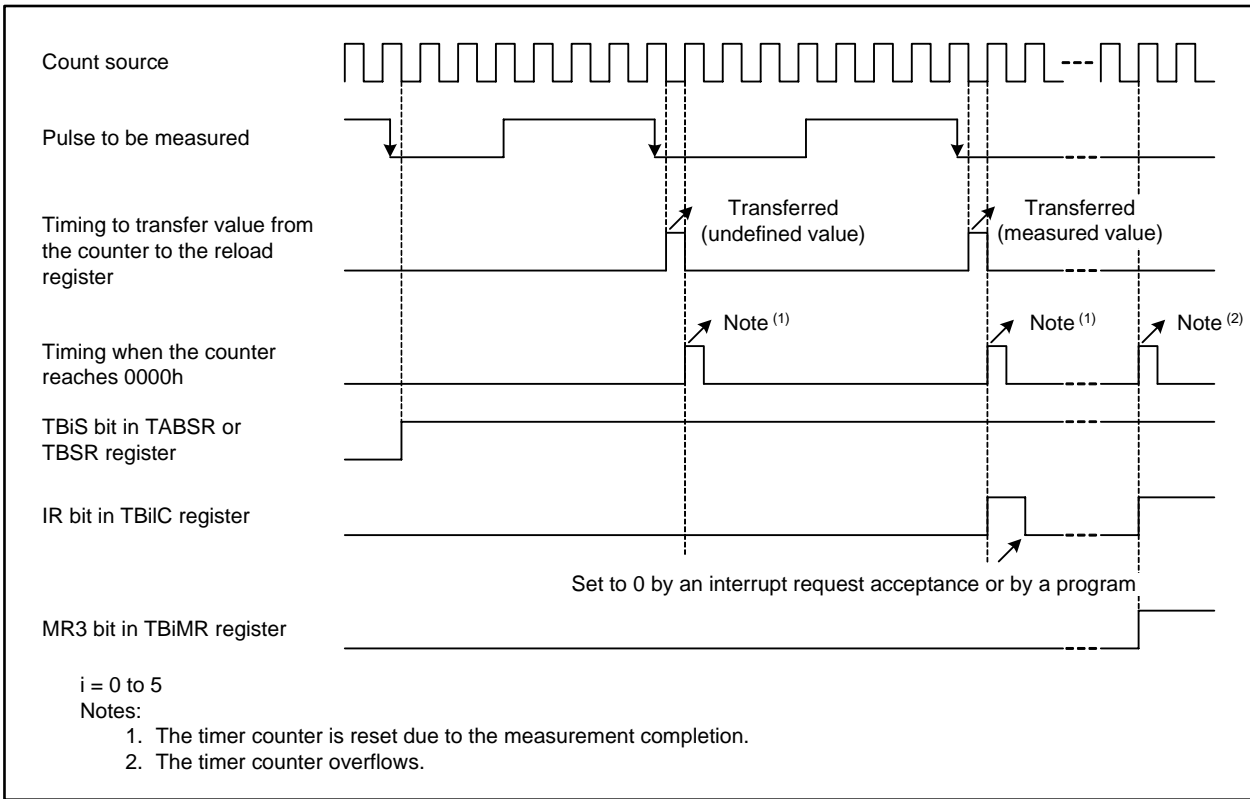 Count source
Pulse to be measured
Timing to transfer value from
the counter to the reload
register
Transferred
(undefined value)
Transferred
(measured value)
Timing when the counter
reaches 0000h
Note (1)
Note (1)
Note (2)
TBiS bit in TABSR or
TBSR register
IR bit in TBiIC register
Set to 0 by an interrupt request acceptance or by a program
MR3 bit in TBiMR register
i = 0 to 5
Notes:
1. The timer counter is reset due to the measurement completion.
2. The timer counter overflows.